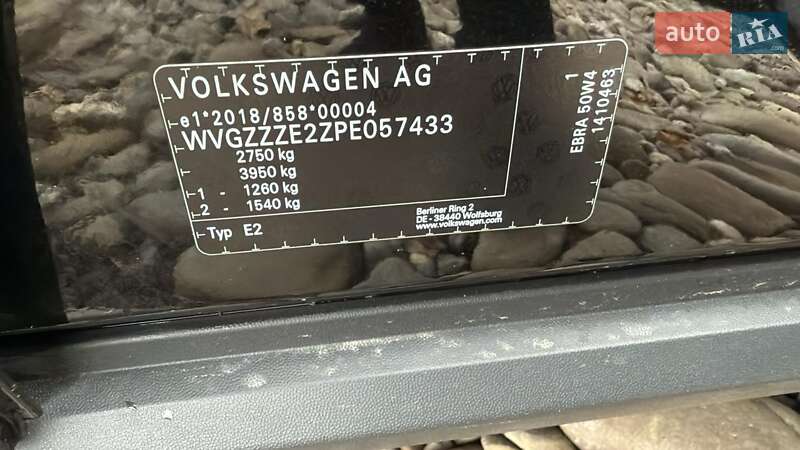 auto RIA.com
VOLKSWAGEN AG
e1*2018/858*00004
WVGZZZE2ZPE057433
2750 kg
3950 kg
1 - 1260 kg
2 - 1540 kg
Typ E2
Berliner Ring 2
DE - 38440 Wolfsburg
www.volkswagen.com
EBRA 50W4 1
1410463